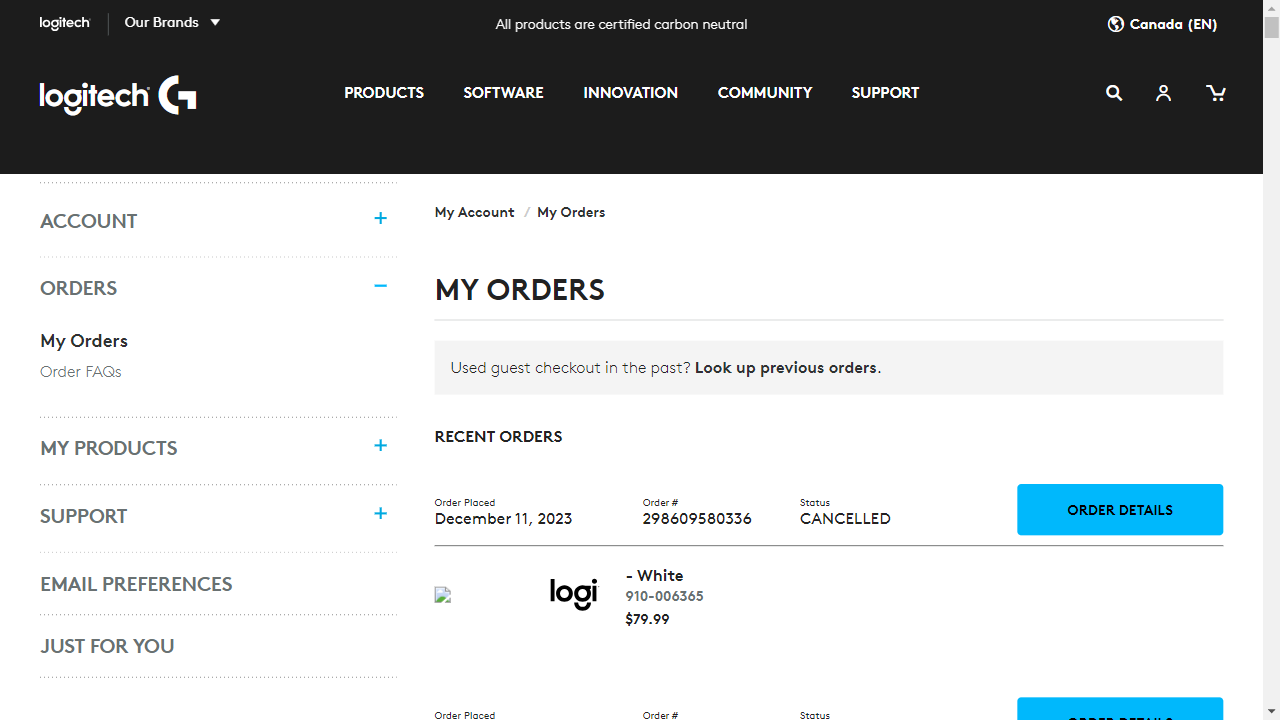 logitech
Our Brands
All products are certified carbon neutral
Canada (EN)
logitech G
PRODUCTS
SOFTWARE
INNOVATION
COMMUNITY
SUPPORT
ACCOUNT
+
ORDERS
−
My Orders
Order FAQs
MY PRODUCTS
+
SUPPORT
+
EMAIL PREFERENCES
JUST FOR YOU
My Account / My Orders
MY ORDERS
Used guest checkout in the past? Look up previous orders.
RECENT ORDERS
Order Placed
December 11, 2023
Order #
298609580336
Status
CANCELLED
ORDER DETAILS
logi
- White
910-006365
$79.99
Order Placed
Order #
Status
ORDER DETAILS